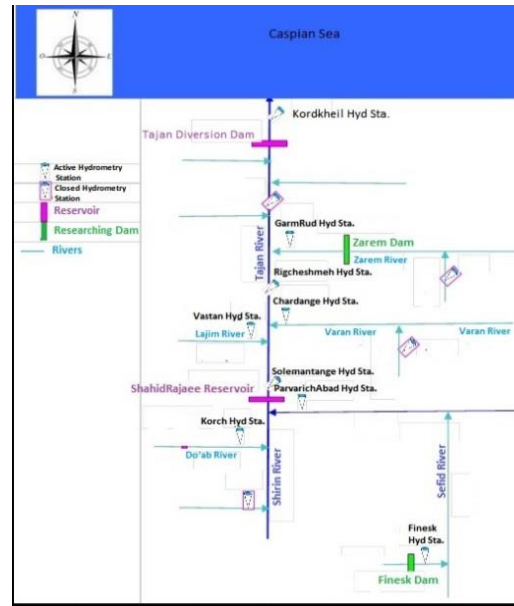 N
O
L
S
Caspian Sea
Kordkheil Hyd Sta.
Tajan Diversion Dam
Active Hydrometry
Station
Closed Hydrometry
Station
Reservoir
Researching Dam
Rivers
GarmRud Hyd Sta.
Zarem Dam
Zarem River
Tajan River
Rigcheshmeh Hyd Sta.
Chardange Hyd Sta.
Vastan Hyd Sta.
Lajim River
Varan River
Varan River
Solemantange Hyd Sta.
ShahidRajaee Reservoir
ParvarichAbad Hyd Sta.
Korch Hyd Sta.
Do'ab River
Shirin River
Sefid River
Finesk
Hyd Sta.
Finesk Dam